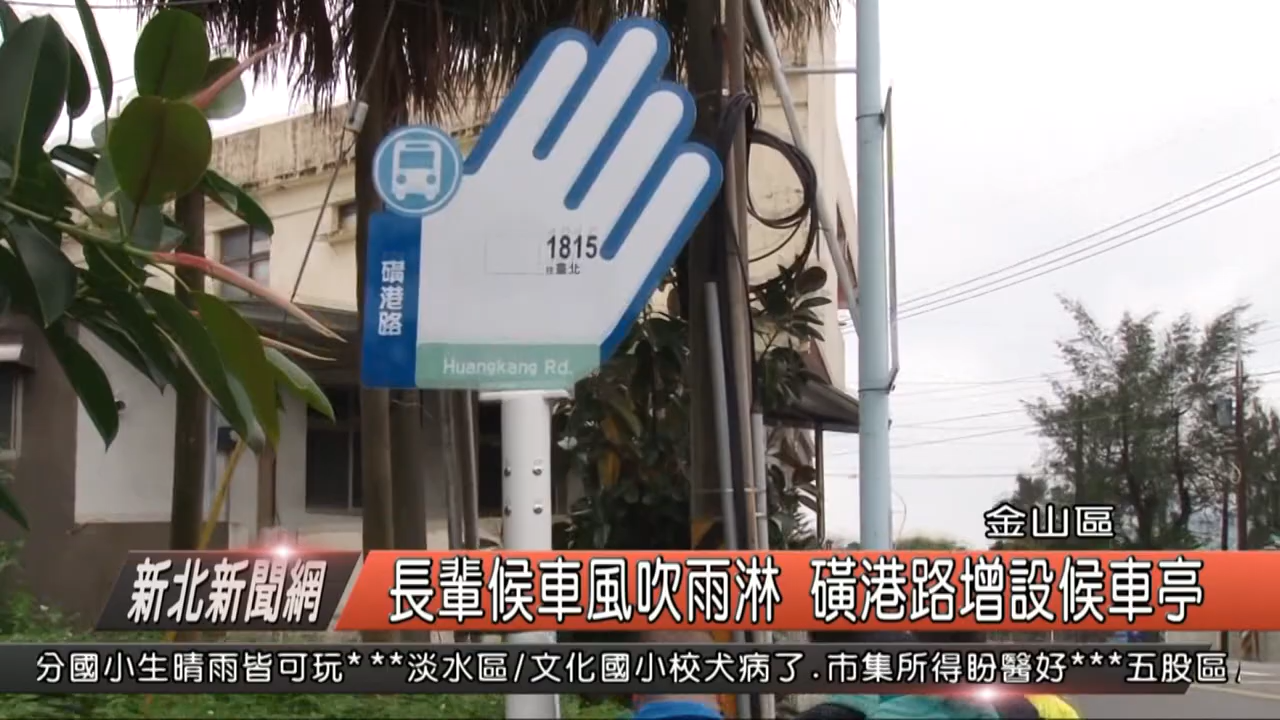 1815
臺北
磺港路
Huangkang Rd.
金山區
新北新聞網
長輩候車風吹雨淋 磺港路增設候車亭
分國小生晴雨皆可玩***淡水區/文化國小校犬病了.市集所得盼醫好***五股區